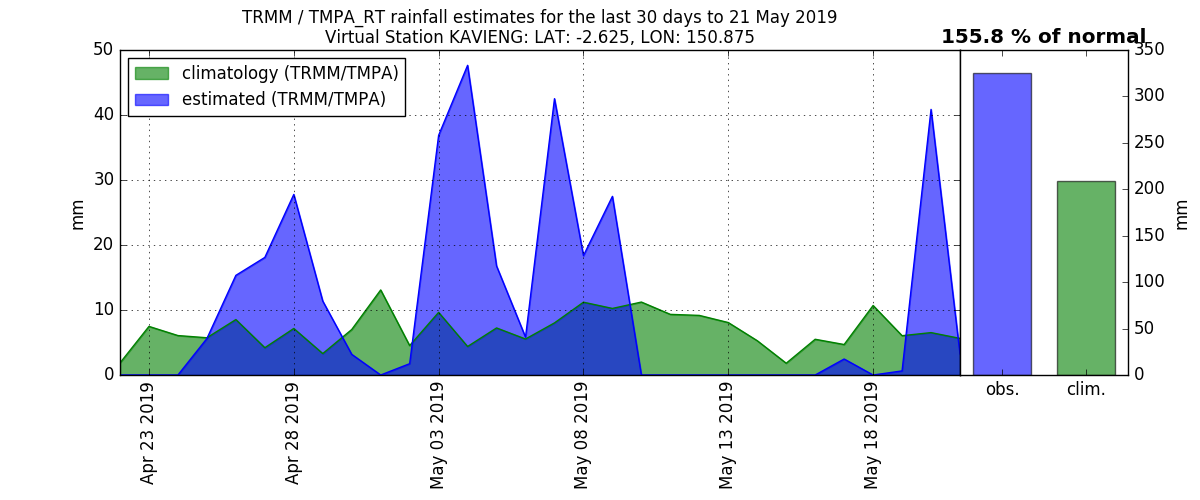 TRMM / TMPA_RT rainfall estimates for the last 30 days to 21 May 2019
Virtual Station KAVIENG: LAT: -2.625, LON: 150.875
155.8 % of normal
climatology (TRMM/TMPA)
estimated (TRMM/TMPA)
50
40
30
20
10
0
mm
Apr 23 2019
Apr 28 2019
May 03 2019
May 08 2019
May 13 2019
May 18 2019
350
300
250
200
150
100
50
0
mm
obs.
clim.